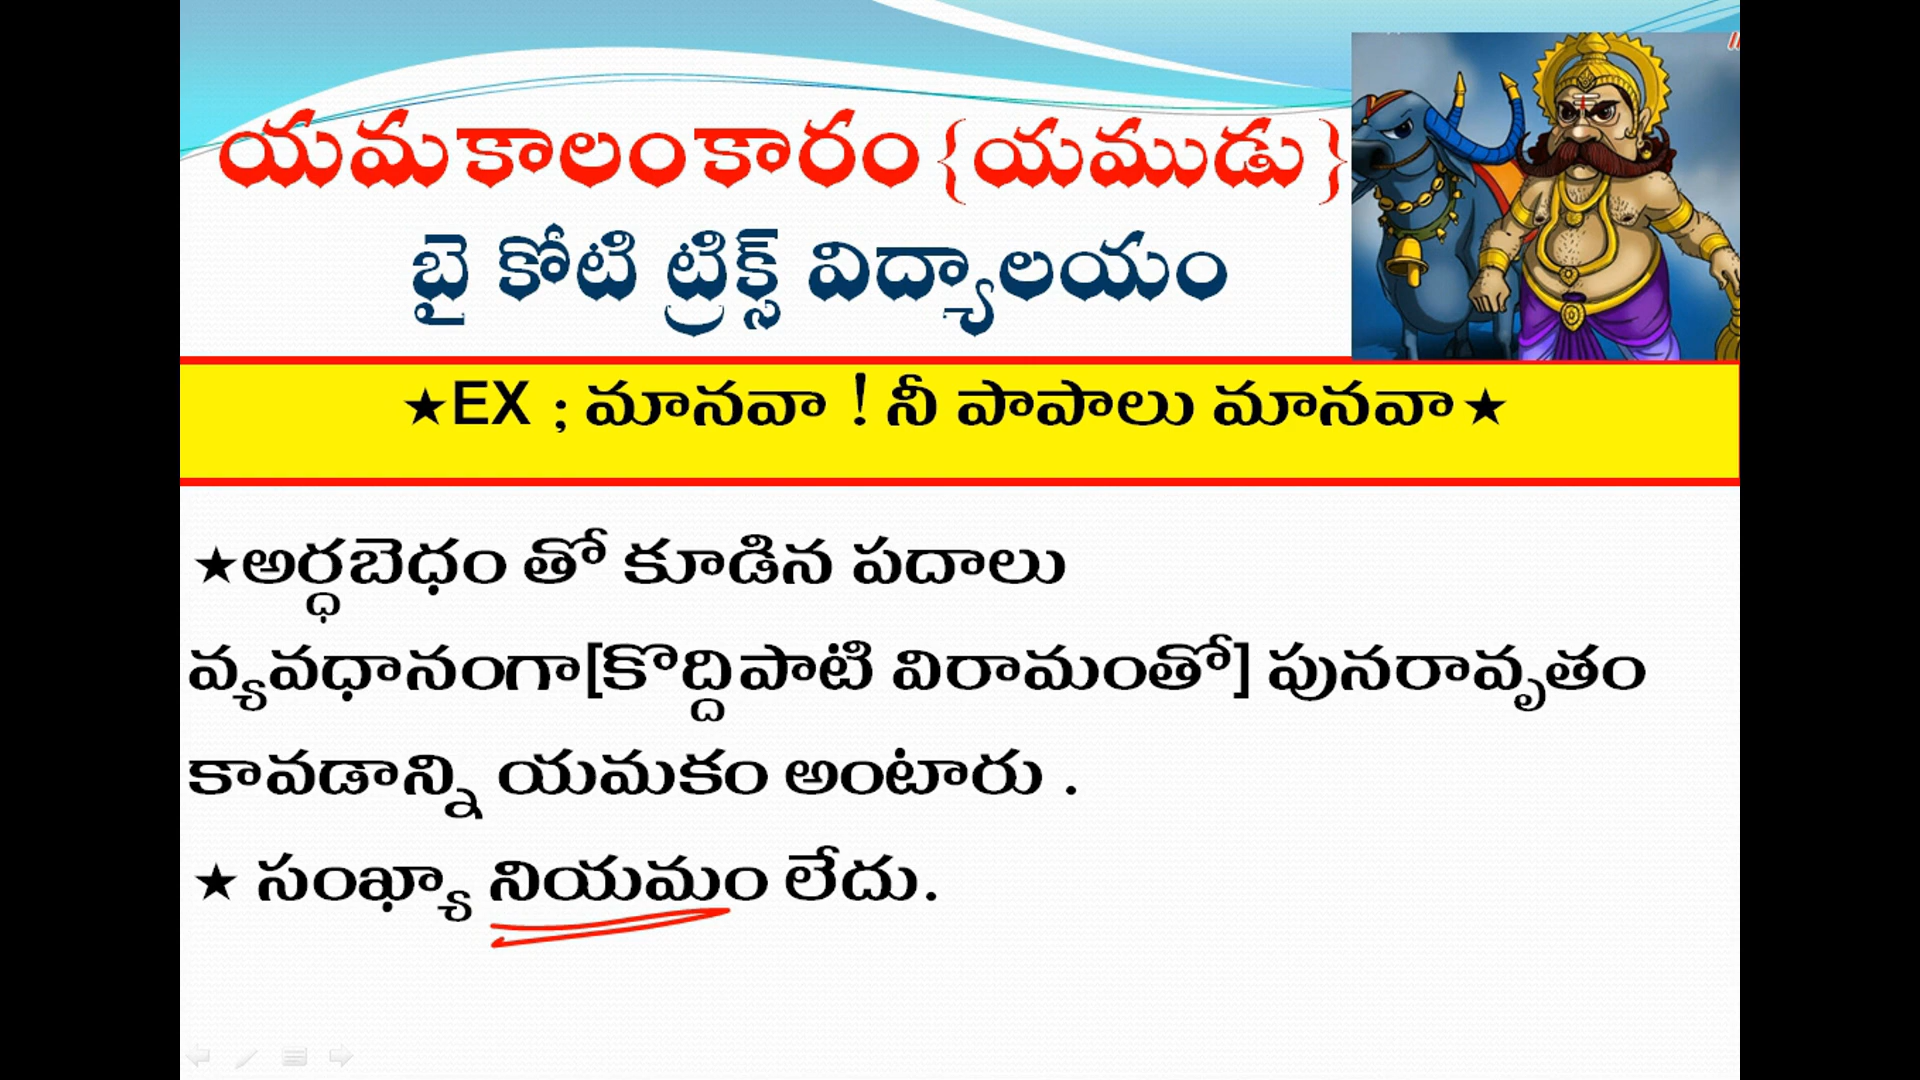 యమకాలంకారం{యముడు}
బై కోటి ట్రిక్స్ విద్యాలయం
★EX ; మానవా ! నీ పాపాలు మానవా★
★అర్ధబెధం తో కూడిన పదాలు
వ్యవధానంగా[కొద్దిపాటి విరామంతో] పునరావృతం
కావడాన్ని యమకం అంటారు .
★ సంఖ్యా నియమం లేదు.